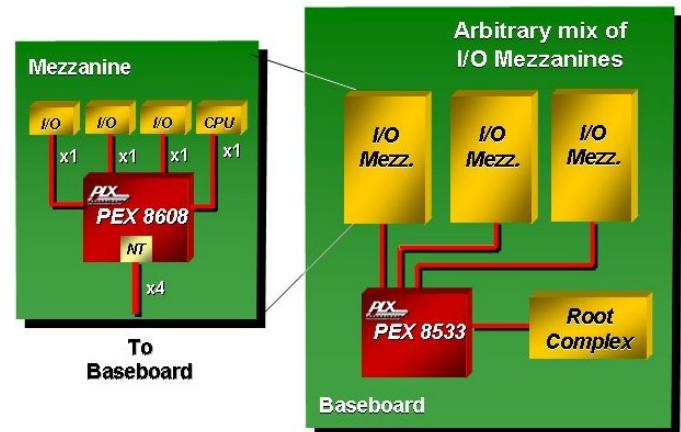 Mezzanine
I/O
I/O
I/O
CPU
x1
x1
x1
x1
PLX
PEX 8608
NT
x4
To
Baseboard
Arbitrary mix of
I/O Mezzanines
I/O
Mezz.
I/O
Mezz.
I/O
Mezz.
PLX
PEX 8533
Root
Complex
Baseboard